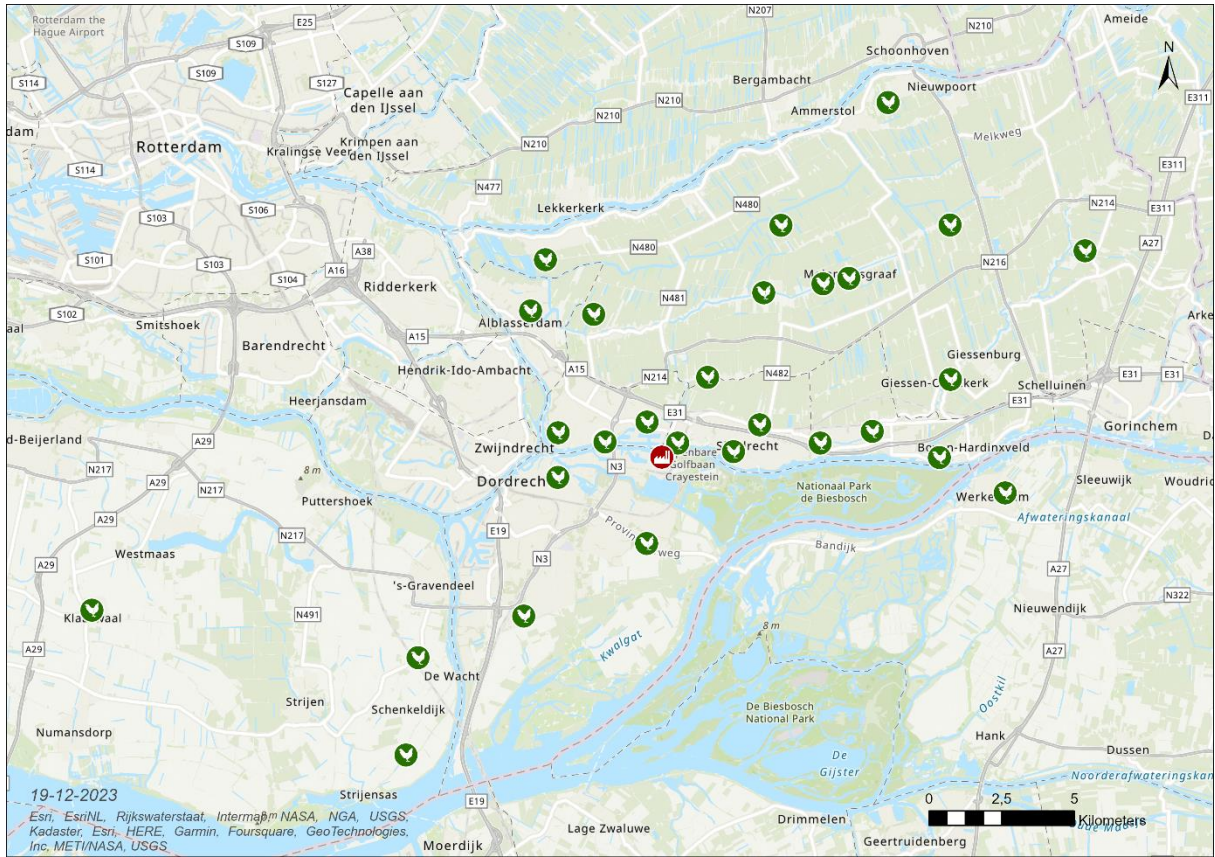 Rotterdam the
Hague Airport
E25
N207
N210
Ameide
S109
Schoonhoven
S114
S109
S127
Bergambacht
Nieuwpoort
Capelle aan
den IJssel
N210
E311
N210
Ammerstol
dam
Rotterdam
Kralingse Veer
Krimpen aan
den IJssel
N210
Melkweg
S114
E311
N477
S103
S106
Lekkerkerk
N480
N214
E311
A38
N480
A27
S101
S103
A16
N216
S104
Ridderkerk
N481
S102
Alblasserdam
aal
Smitshoek
A15
Arke
Barendrecht
Giessenburg
Hendrik-Ido-Ambacht
A15
N214
N482
E31
E31
Schelluinen
Heerjansdam
E31
E31
Gorinchem
d-Beijerland
A29
Zwijndrecht
N217
8 m
N3
Golfbaan
Crayestein
Nationaal Park
de Biesbosch
Sleeuwijk
A29
N217
Puttershoek
Woudric
Afwateringskanaal
A29
N217
E19
Westmaas
N3
Bandijk
A27
A29
's-Gravendeel
N322
N491
Nieuwendijk
8 m
Kwalgat
A29
A27
De Wacht
Strijen
Oostkil
Schenkeldijk
De Biesbosch
National Park
Numansdorp
Hank
Dussen
De
Gijster
Noorderafwateringskan
19-12-2023
Strijensas
E19
0 2,5 5
Kilometers
Drimmelen
Esri, EsriNL, Rijkswaterstaat, Intermap, NASA, NGA, USGS,
Kadaster, Esri, HERE, Garmin, Foursquare, GeoTechnologies,
Inc, METI/NASA, USGS
Lage Zwaluwe
Moerdijk
Geertruidenberg
N